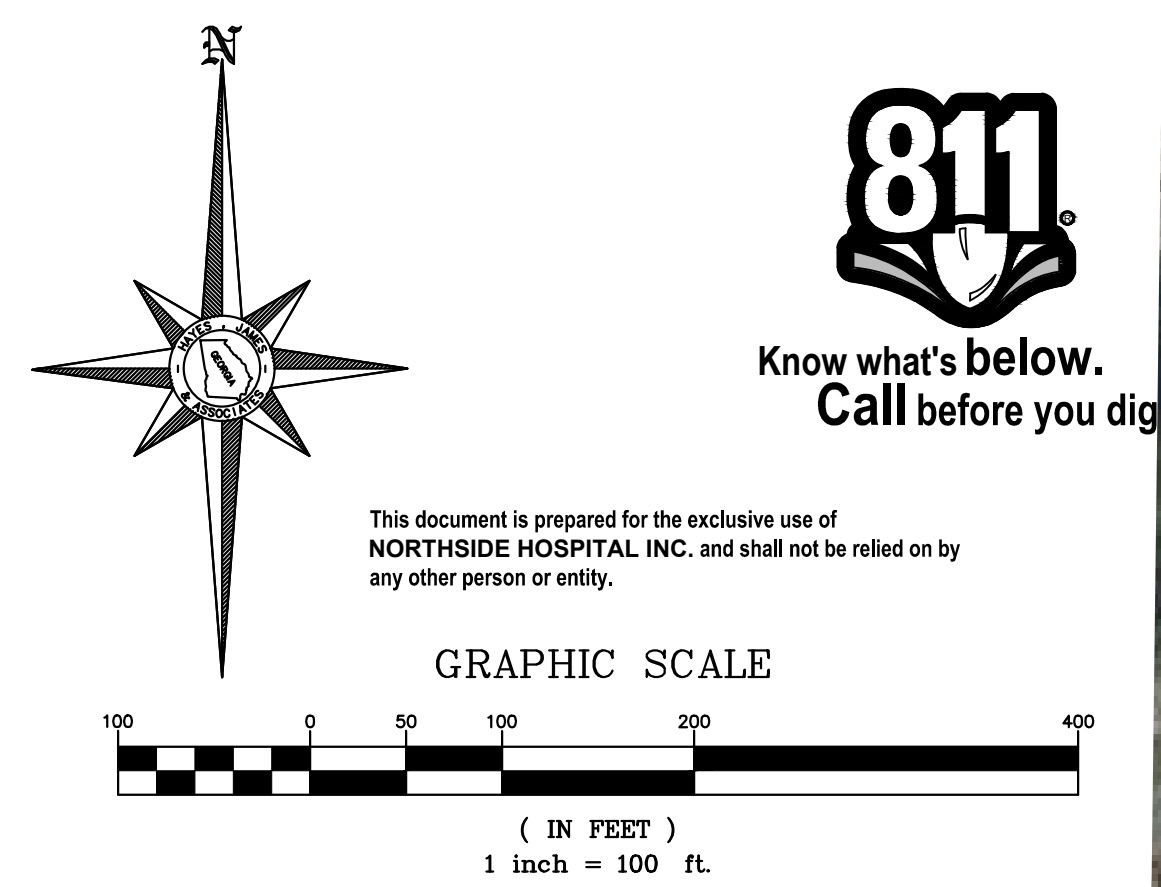 N
HAYES, JAMES
& ASSOCIATES
GEORGIA
811®
Know what's below.
Call before you dig
This document is prepared for the exclusive use of
NORTHSIDE HOSPITAL INC. and shall not be relied on by
any other person or entity.
GRAPHIC SCALE
100 0 50 100 200 400
( IN FEET )
1 inch = 100 ft.